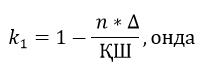 k₁ = 1 − n * Δ / ҚШ , онда